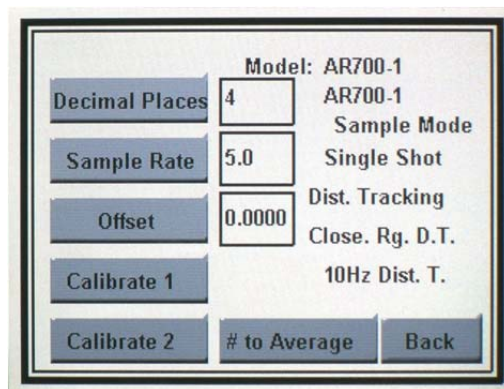 Model: AR700-1
Decimal Places 4 AR700-1
Sample Mode
Sample Rate 5.0 Single Shot
Dist. Tracking
Offset 0.0000
Close. Rg. D.T.
Calibrate 1 10Hz Dist. T.
Calibrate 2 # to Average Back